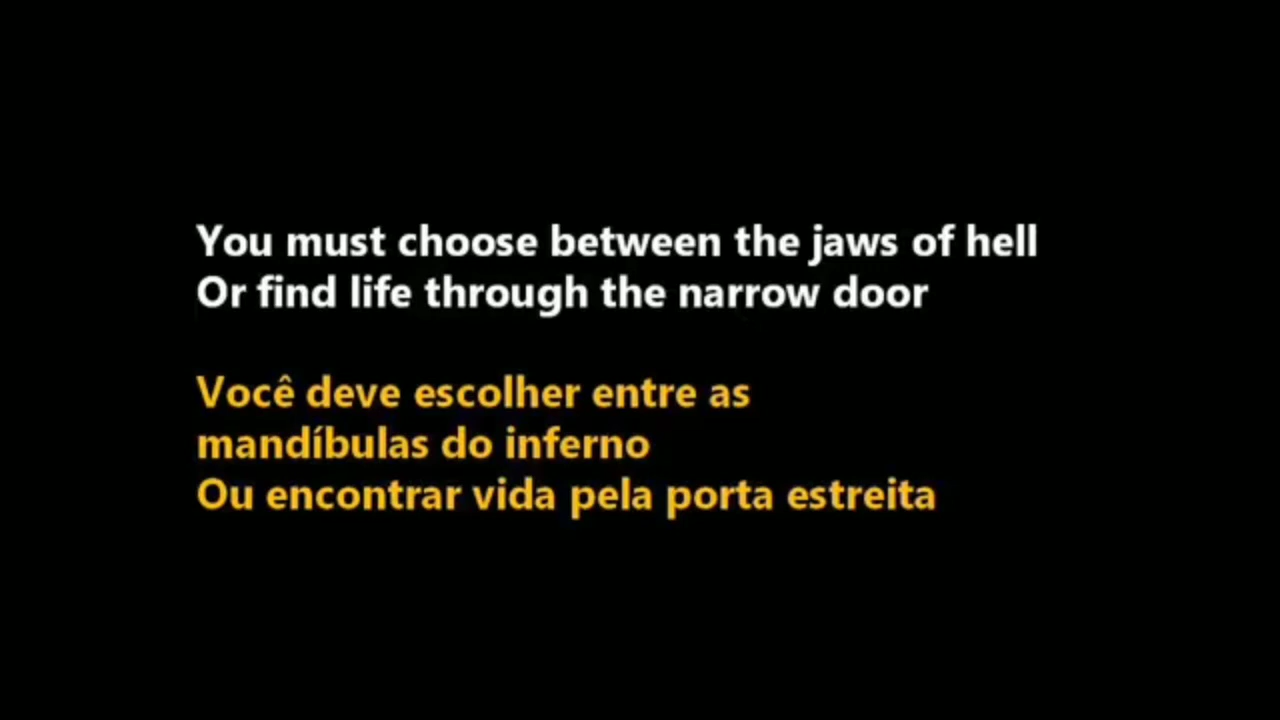 You must choose between the jaws of hell
Or find life through the narrow door
Você deve escolher entre as
mandíbulas do inferno
Ou encontrar vida pela porta estreita